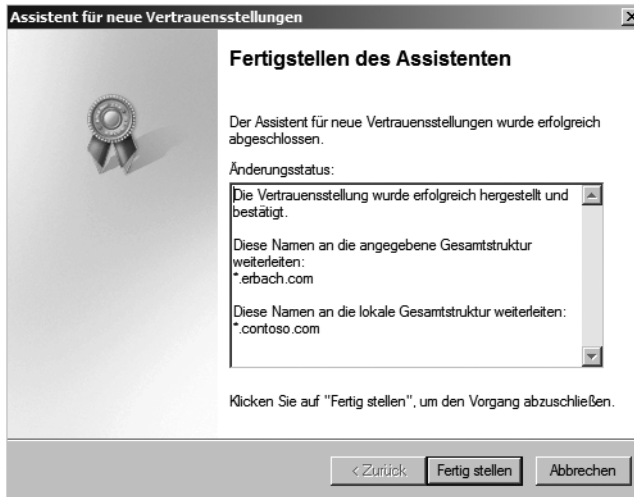 Assistent für neue Vertrauensstellungen
Fertigstellen des Assistenten
Der Assistent für neue Vertrauensstellungen wurde erfolgreich
abgeschlossen.
Änderungsstatus:
Die Vertrauensstellung wurde erfolgreich hergestellt und
bestätigt.
Diese Namen an die angegebene Gesamtstruktur
weiterleiten:
*.erbach.com
Diese Namen an die lokale Gesamtstruktur weiterleiten:
*.contoso.com
Klicken Sie auf "Fertig stellen", um den Vorgang abzuschließen.
< Zurück
Fertig stellen
Abbrechen